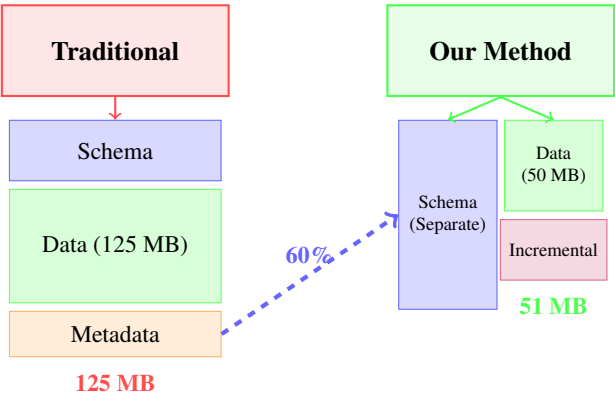 Traditional
Schema
Data (125 MB)
Metadata
125 MB
60%
Our Method
Schema
(Separate)
Data
(50 MB)
Incremental
51 MB